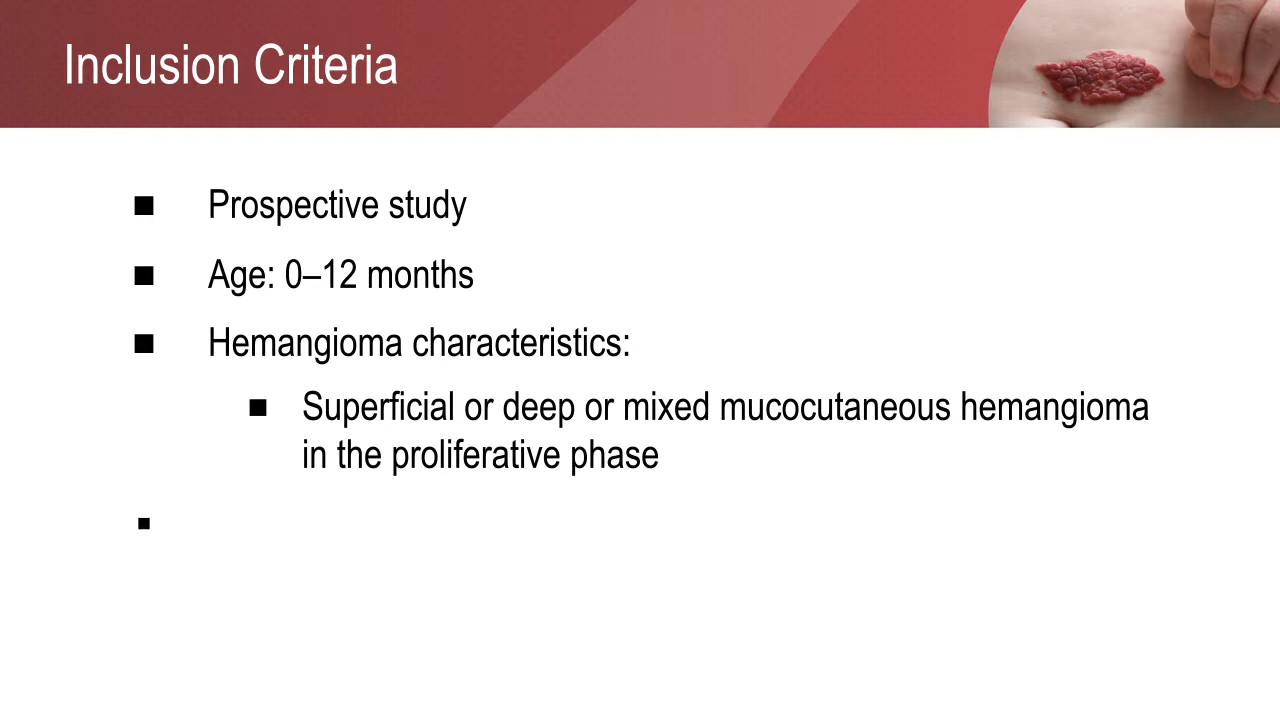 Inclusion Criteria
■ Prospective study
■ Age: 0–12 months
■ Hemangioma characteristics:
■ Superficial or deep or mixed mucocutaneous hemangioma
in the proliferative phase
▪